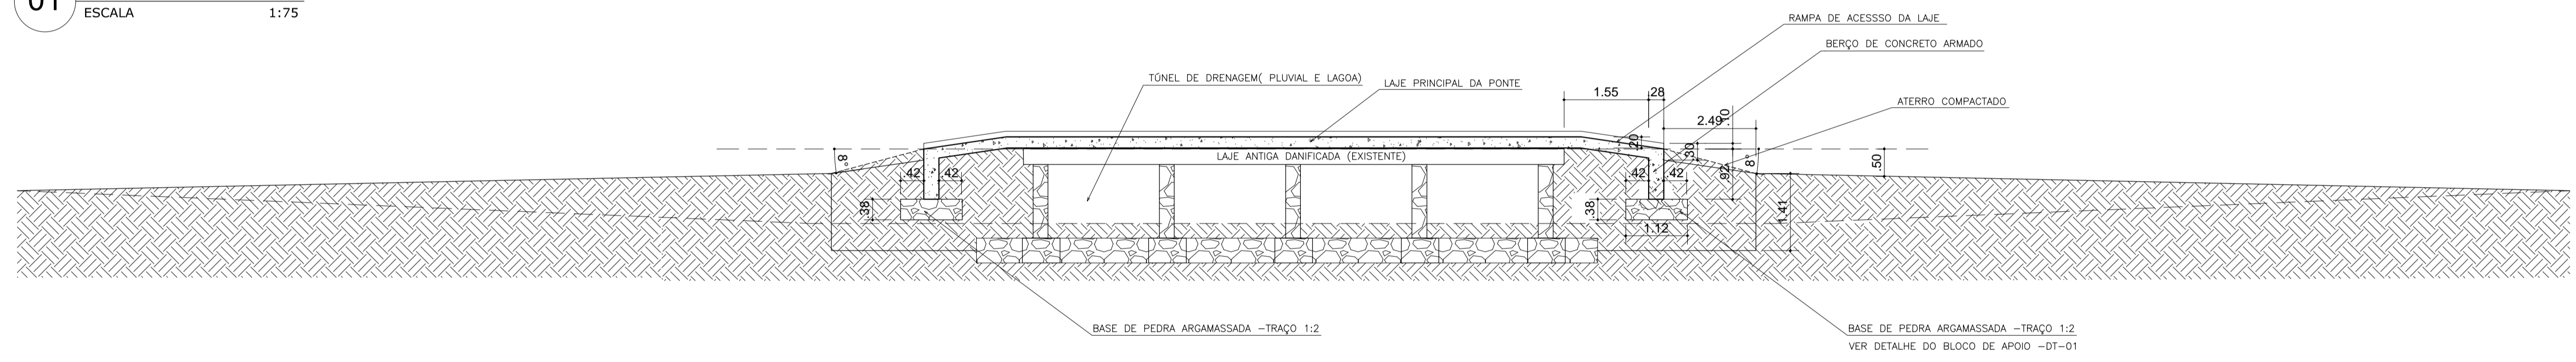 01
ESCALA 1:75
RAMPA DE ACESSSO DA LAJE
BERÇO DE CONCRETO ARMADO
TÚNEL DE DRENAGEM( PLUVIAL E LAGOA)
LAJE PRINCIPAL DA PONTE
1.55
28
ATERRO COMPACTADO
2.49
.10
.20
.30
8°
LAJE ANTIGA DANIFICADA (EXISTENTE)
8°
.50
.42
.42
.42
.42
.92
.38
.38
1.41
1.12
BASE DE PEDRA ARGAMASSADA -TRAÇO 1:2
BASE DE PEDRA ARGAMASSADA -TRAÇO 1:2
VER DETALHE DO BLOCO DE APOIO -DT-01